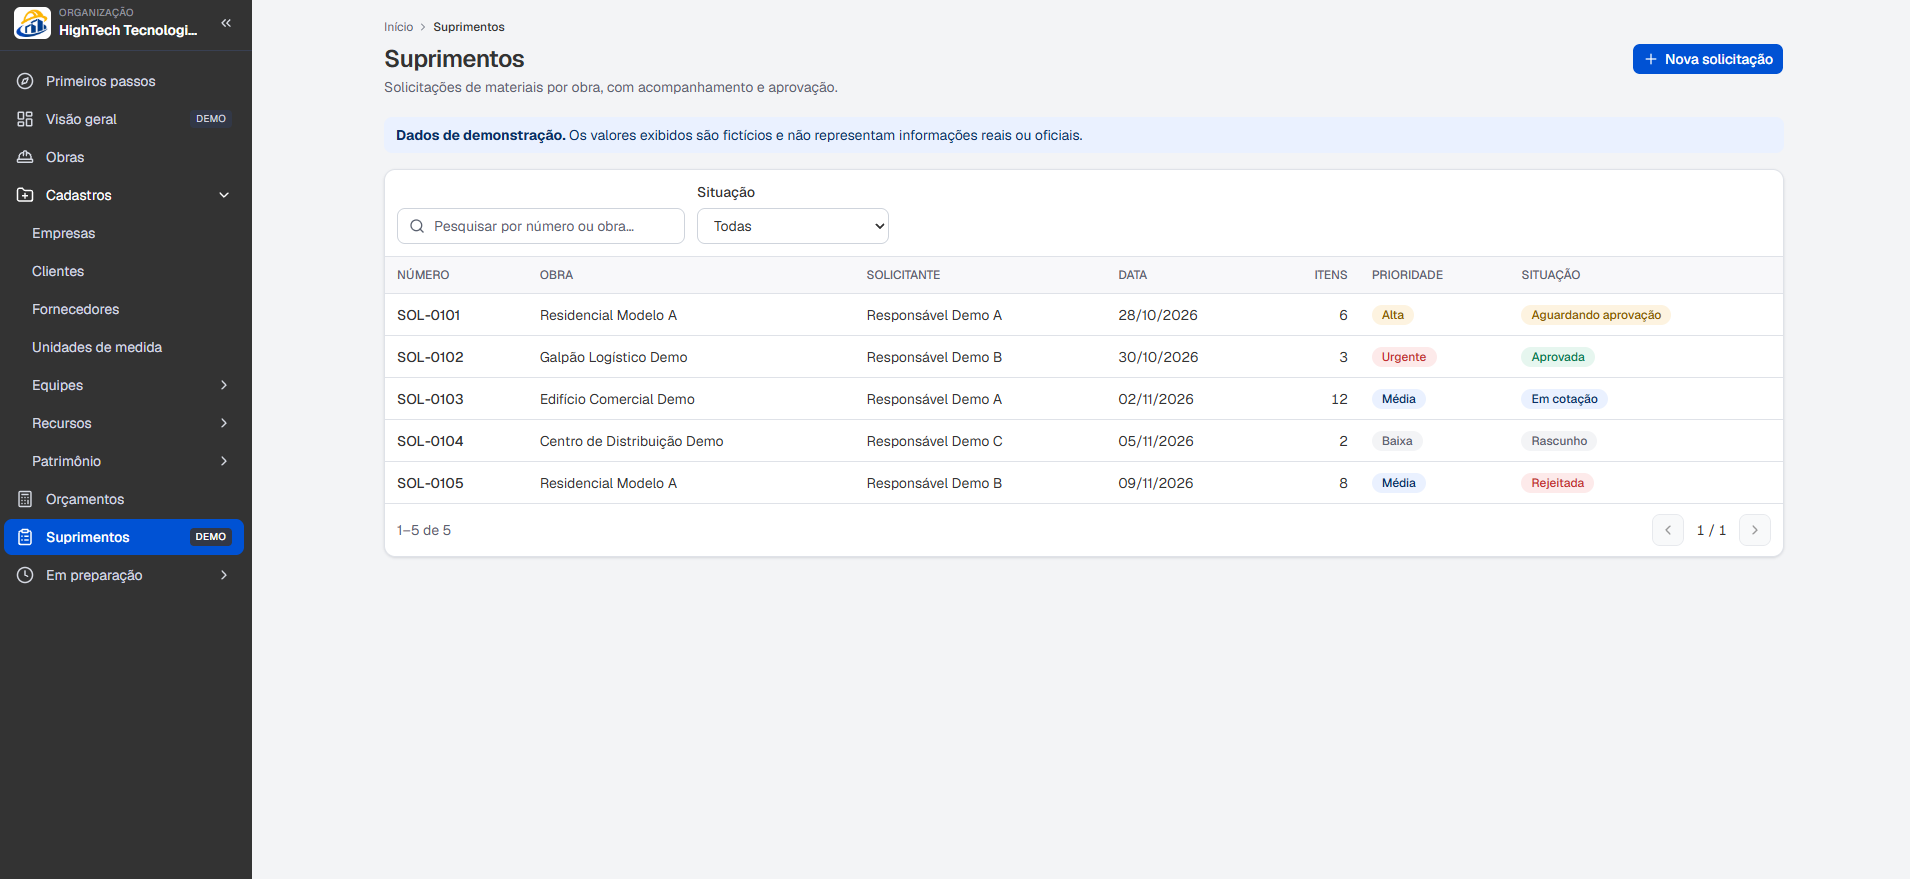 ORGANIZAÇÃO
HighTech Tecnologi...
Primeiros passos
Visão geral DEMO
Obras
Cadastros
Empresas
Clientes
Fornecedores
Unidades de medida
Equipes
Recursos
Patrimônio
Orçamentos
Suprimentos DEMO
Em preparação
Início > Suprimentos
Suprimentos
Solicitações de materiais por obra, com acompanhamento e aprovação.
+ Nova solicitação
Dados de demonstração. Os valores exibidos são fictícios e não representam informações reais ou oficiais.
Situação
Pesquisar por número ou obra... Todas
NÚMERO OBRA SOLICITANTE DATA ITENS PRIORIDADE SITUAÇÃO
SOL-0101 Residencial Modelo A Responsável Demo A 28/10/2026 6 Alta Aguardando aprovação
SOL-0102 Galpão Logístico Demo Responsável Demo B 30/10/2026 3 Urgente Aprovada
SOL-0103 Edifício Comercial Demo Responsável Demo A 02/11/2026 12 Média Em cotação
SOL-0104 Centro de Distribuição Demo Responsável Demo C 05/11/2026 2 Baixa Rascunho
SOL-0105 Residencial Modelo A Responsável Demo B 09/11/2026 8 Média Rejeitada
1–5 de 5 1 / 1